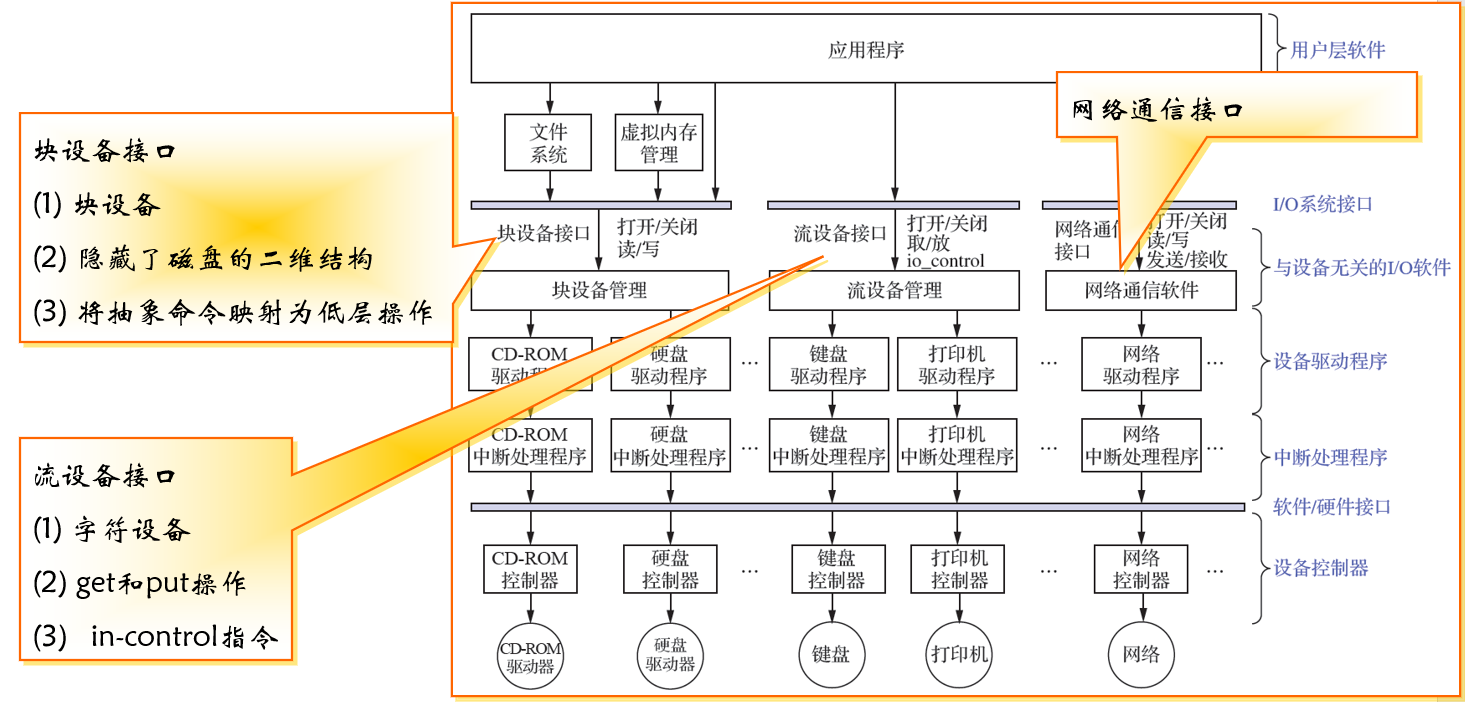 应用程序
用户层软件
网络通信接口
文件
系统
虚拟内存
管理
块设备接口
(1) 块设备
(2) 隐藏了磁盘的二维结构
(3) 将抽象命令映射为低层操作
I/O系统接口
块设备接口
打开/关闭
读/写
流设备接口
打开/关闭
取/放
io_control
网络通信
接口
打开/关闭
读/写
发送/接收
与设备无关的I/O软件
块设备管理
流设备管理
网络通信软件
CD-ROM
驱动程序
硬盘
驱动程序
…
键盘
驱动程序
打印机
驱动程序
…
网络
驱动程序
…
设备驱动程序
CD-ROM
中断处理程序
硬盘
中断处理程序
…
键盘
中断处理程序
打印机
中断处理程序
…
网络
中断处理程序
…
中断处理程序
流设备接口
(1) 字符设备
(2) get和put操作
(3) in-control指令
软件/硬件接口
CD-ROM
控制器
硬盘
控制器
…
键盘
控制器
打印机
控制器
…
网络
控制器
…
设备控制器
CD-ROM
驱动器
硬盘
驱动器
键盘
打印机
网络